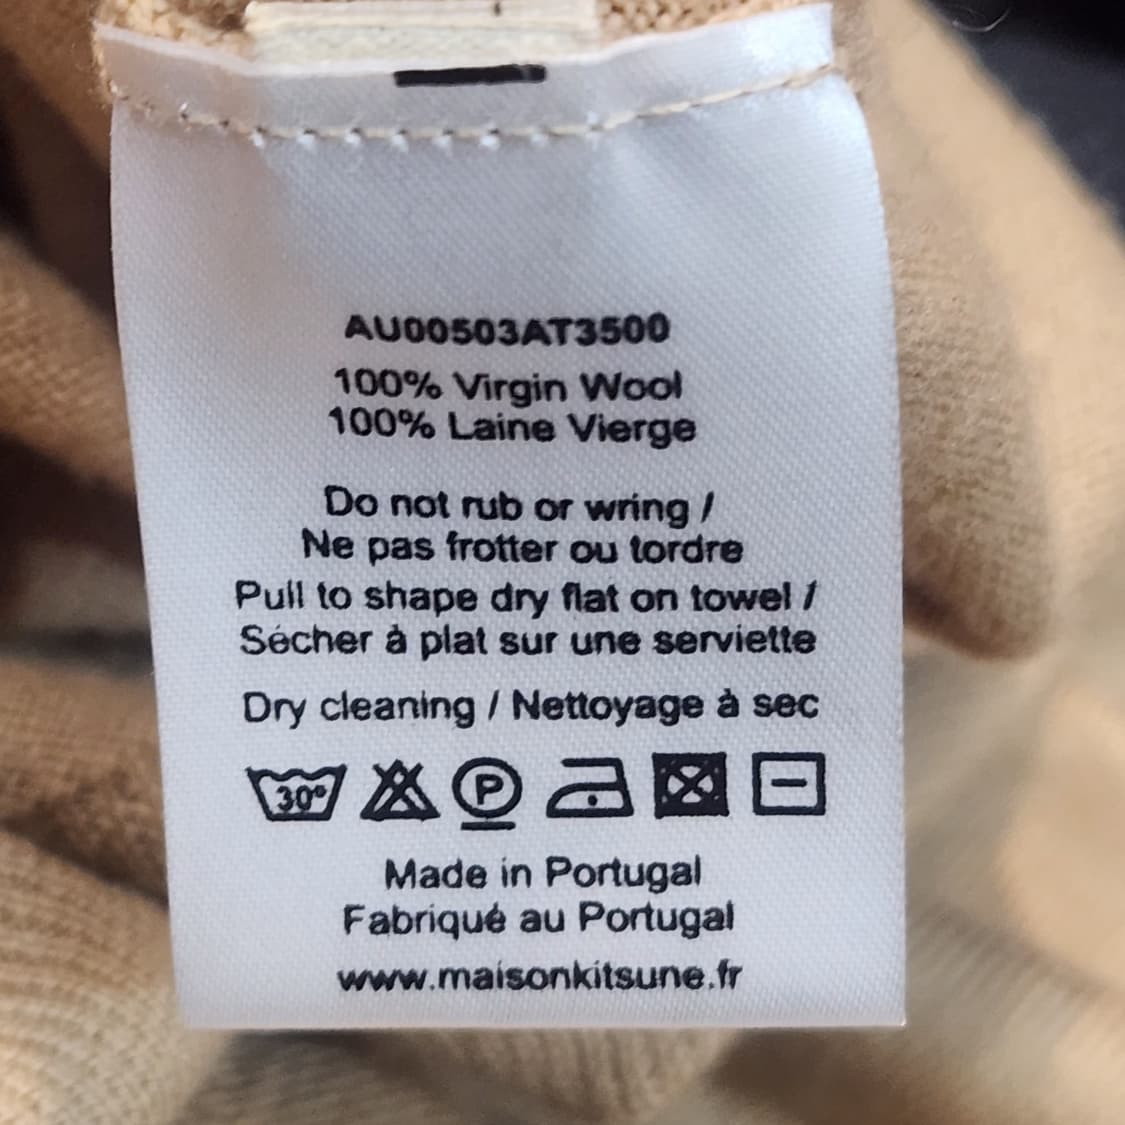 AU00503AT3500
100% Virgin Wool
100% Laine Vierge
Do not rub or wring /
Ne pas frotter ou tordre
Pull to shape dry flat on towel /
Sécher à plat sur une serviette
Dry cleaning / Nettoyage à sec
30° P
Made in Portugal
Fabriqué au Portugal
www.maisonkitsune.fr